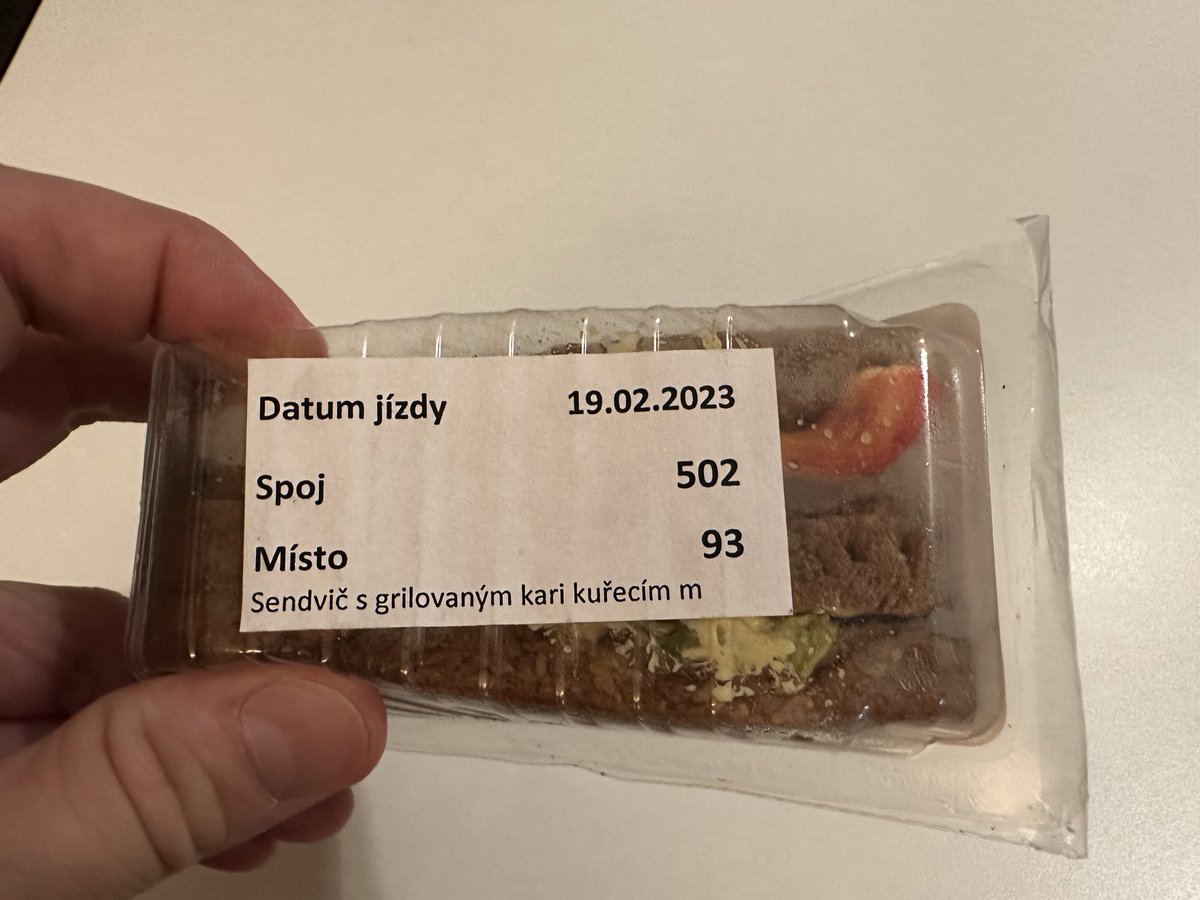 Datum jízdy 19.02.2023
Spoj 502
Místo 93
Sendvič s grilovaným kari kuřecím m